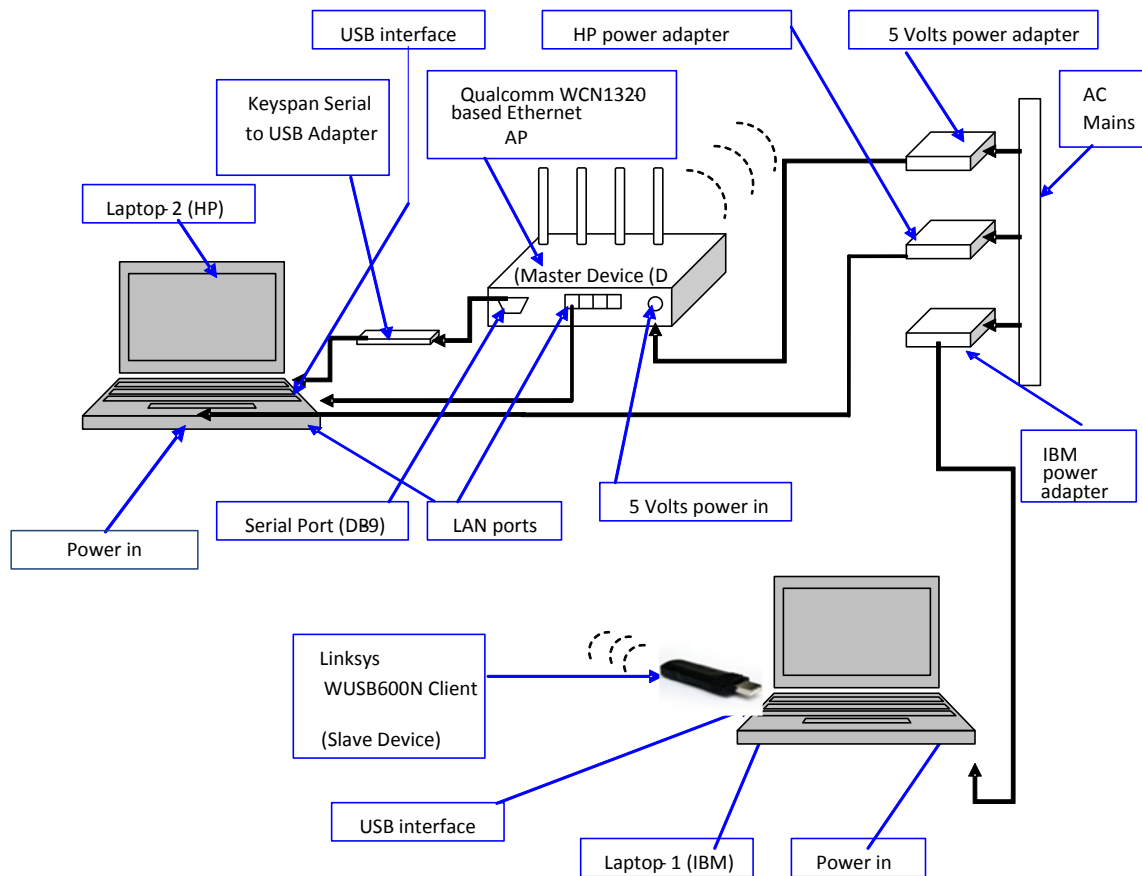 USB interface
HP power adapter
5 Volts power adapter
Keyspan Serial
to USB Adapter
Qualcomm WCN1320
based Ethernet
AP
AC
Mains
Laptop-2 (HP)
(Master Device (D
IBM
power
adapter
Serial Port (DB9)
LAN ports
5 Volts power in
Power in
Linksys
WUSB600N Client
(Slave Device)
USB interface
Laptop-1 (IBM)
Power in